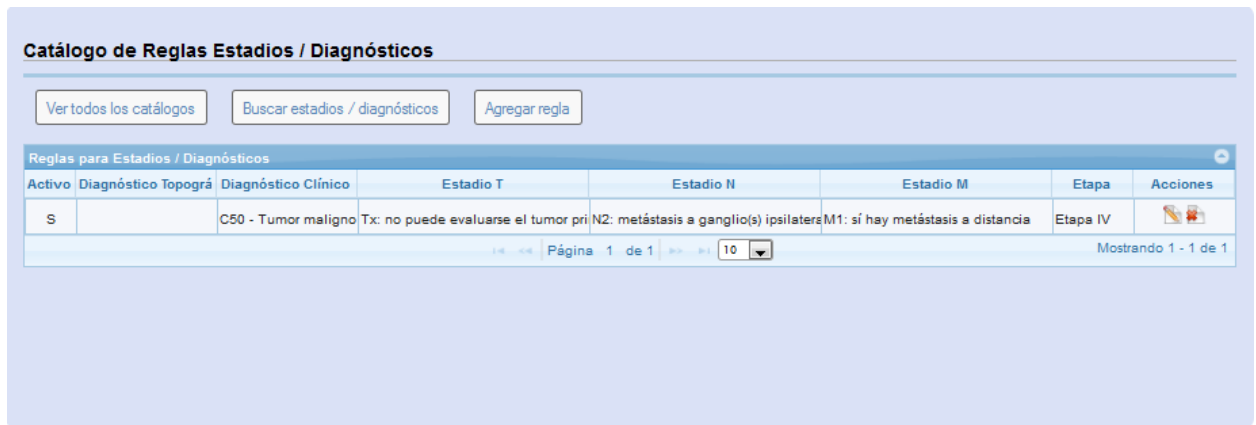 Catálogo de Reglas Estadios / Diagnósticos
Ver todos los catálogos Buscar estadios / diagnósticos Agregar regla
Reglas para Estadios / Diagnósticos
Activo Diagnóstico Topográ Diagnóstico Clínico Estadio T Estadio N Estadio M Etapa Acciones
S C50 - Tumor maligno Tx: no puede evaluarse el tumor pri N2: metástasis a ganglio(s) ipsilatera M1: sí hay metástasis a distancia Etapa IV
Página 1 de 1 10 Mostrando 1 - 1 de 1